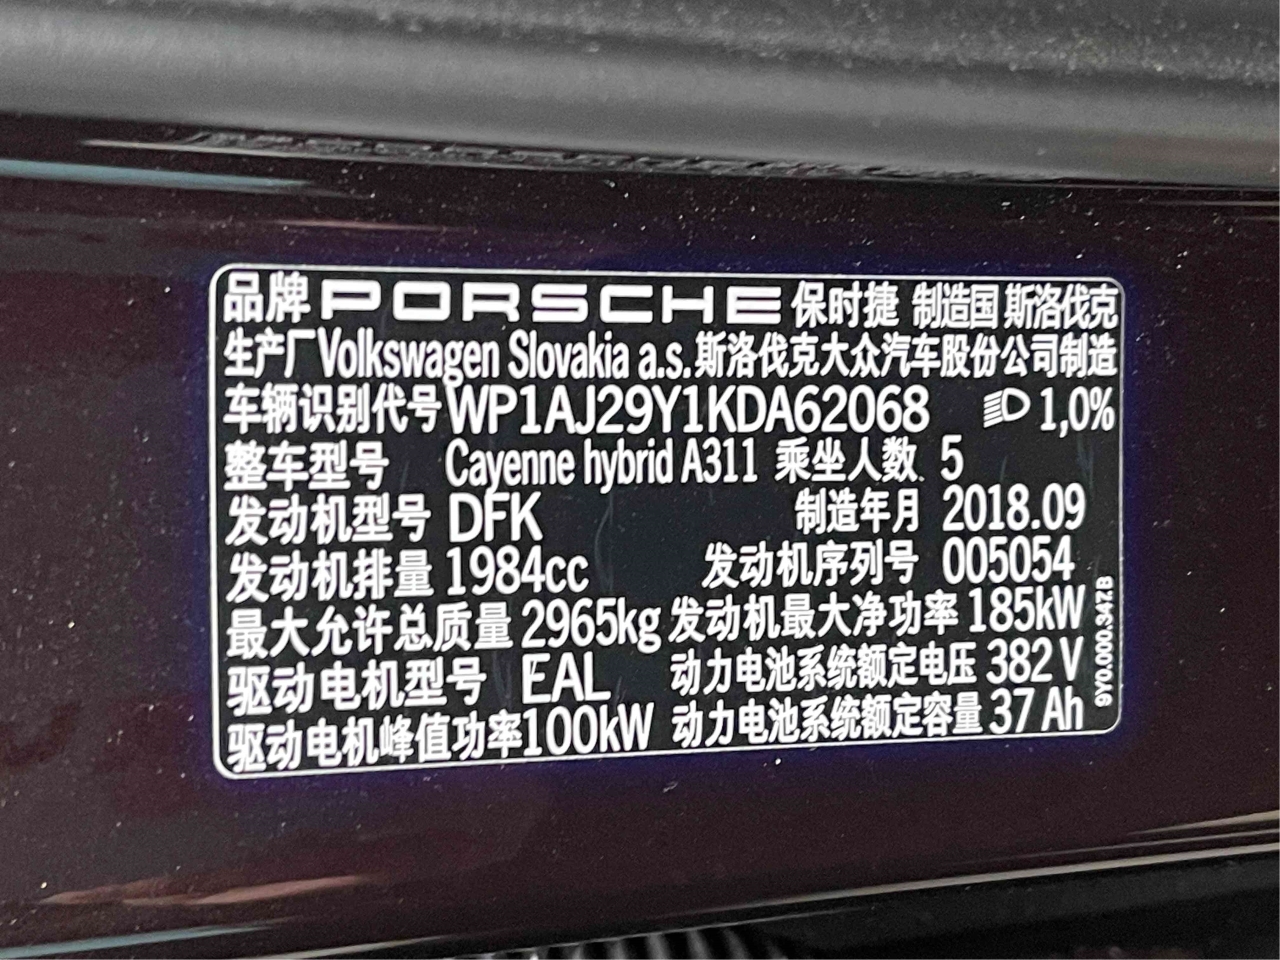 品牌 PORSCHE 保时捷 制造国 斯洛伐克
生产厂 Volkswagen Slovakia a.s. 斯洛伐克大众汽车股份公司制造
车辆识别代号 WP1AJ29Y1KDA62068 1,0%
整车型号 Cayenne hybrid A311 乘坐人数 5
发动机型号 DFK 制造年月 2018.09
发动机排量 1984cc 发动机序列号 005054
最大允许总质量 2965kg 发动机最大净功率 185kW
驱动电机型号 EAL 动力电池系统额定电压 382 V
驱动电机峰值功率 100kW 动力电池系统额定容量 37 Ah
9Y0.000.347.B